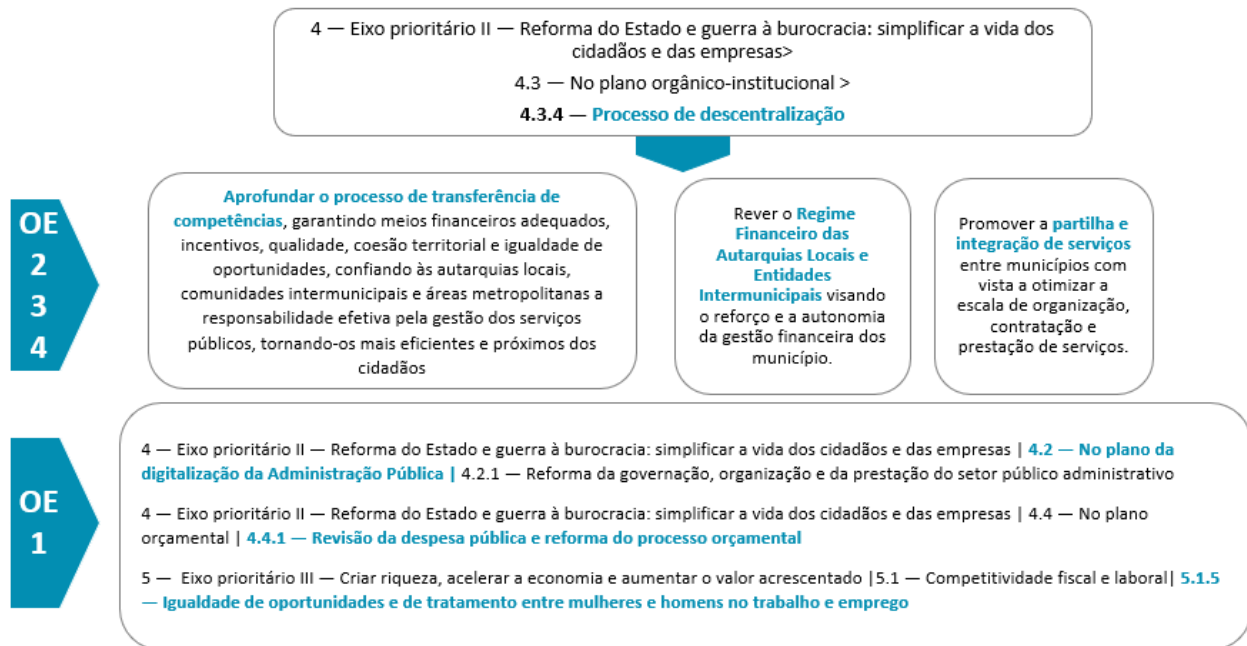 4 — Eixo prioritário II — Reforma do Estado e guerra à burocracia: simplificar a vida dos
cidadãos e das empresas>
4.3 — No plano orgânico-institucional >
4.3.4 — Processo de descentralização
OE
2
3
4
Aprofundar o processo de transferência de
competências, garantindo meios financeiros adequados,
incentivos, qualidade, coesão territorial e igualdade de
oportunidades, confiando às autarquias locais,
comunidades intermunicipais e áreas metropolitanas a
responsabilidade efetiva pela gestão dos serviços
públicos, tornando-os mais eficientes e próximos dos
cidadãos
Rever o Regime
Financeiro das
Autarquias Locais e
Entidades
Intermunicipais visando
o reforço e a autonomia
da gestão financeira dos
município.
Promover a partilha e
integração de serviços
entre municípios com
vista a otimizar a
escala de organização,
contratação e
prestação de serviços.
OE
1
4 — Eixo prioritário II — Reforma do Estado e guerra à burocracia: simplificar a vida dos cidadãos e das empresas | 4.2 — No plano da
digitalização da Administração Pública | 4.2.1 — Reforma da governação, organização e da prestação do setor público administrativo
4 — Eixo prioritário II — Reforma do Estado e guerra à burocracia: simplificar a vida dos cidadãos e das empresas | 4.4 — No plano
orçamental | 4.4.1 — Revisão da despesa pública e reforma do processo orçamental
5 — Eixo prioritário III — Criar riqueza, acelerar a economia e aumentar o valor acrescentado |5.1 — Competitividade fiscal e laboral| 5.1.5
— Igualdade de oportunidades e de tratamento entre mulheres e homens no trabalho e emprego